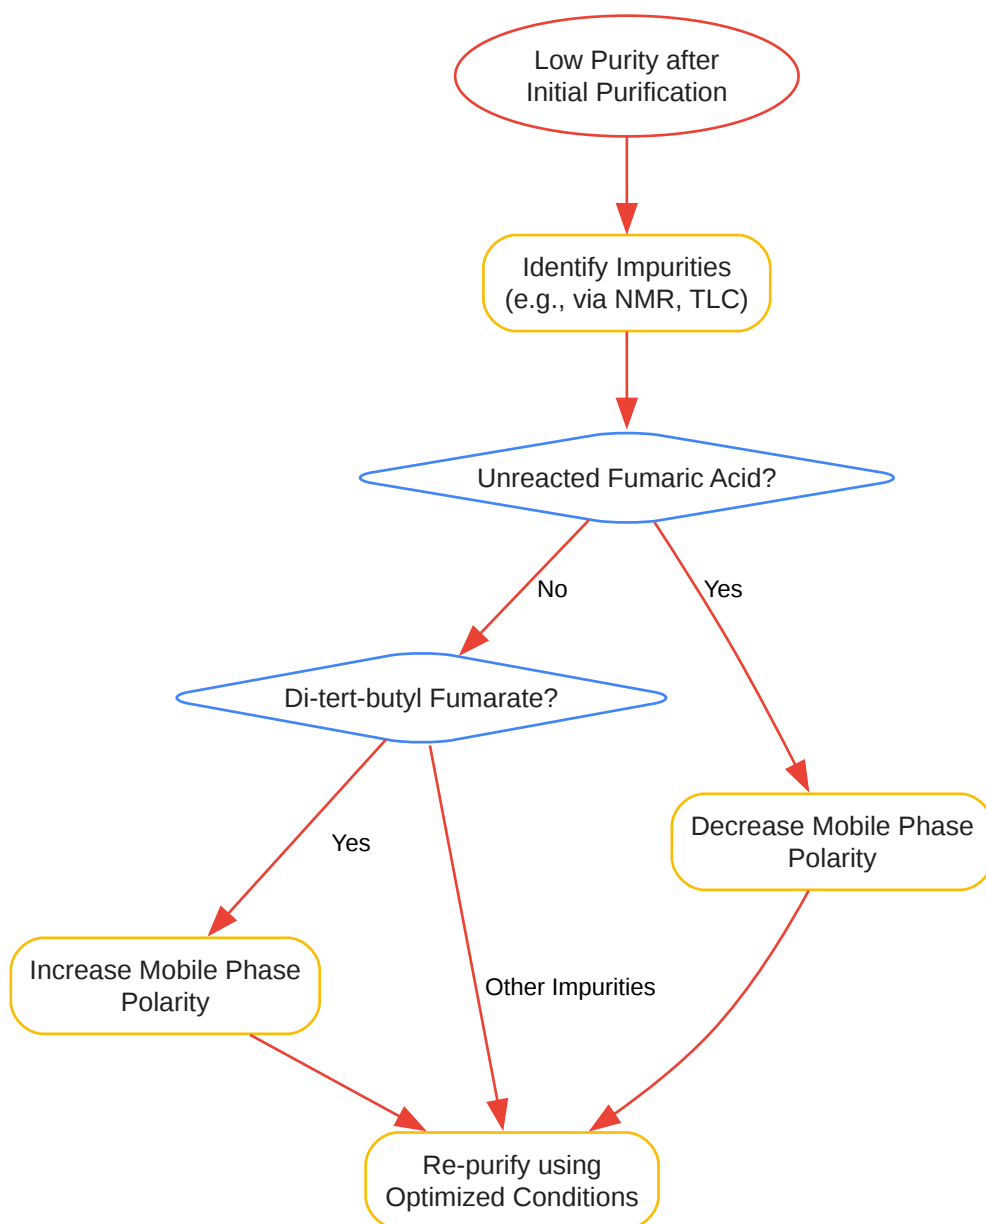 Low Purity after
Initial Purification
Identify Impurities
(e.g., via NMR, TLC)
Unreacted Fumaric Acid?
No
Yes
Di-tert-butyl Fumarate?
Yes
Decrease Mobile Phase
Polarity
Increase Mobile Phase
Polarity
Other Impurities
Re-purify using
Optimized Conditions